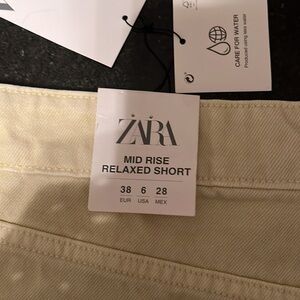 CARE FOR WATER
Produced using less water
ZARA
MID RISE
RELAXED SHORT
38 6 28
EUR USA MEX